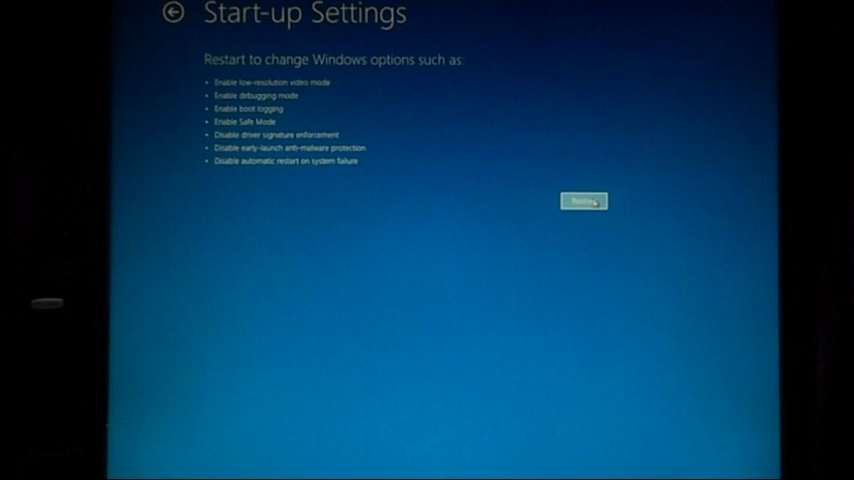 Start-up Settings
Restart to change Windows options such as:
• Enable low-resolution video mode
• Enable debugging mode
• Enable boot logging
• Enable Safe Mode
• Disable driver signature enforcement
• Disable early-launch anti-malware protection
• Disable automatic restart on system failure
Restart